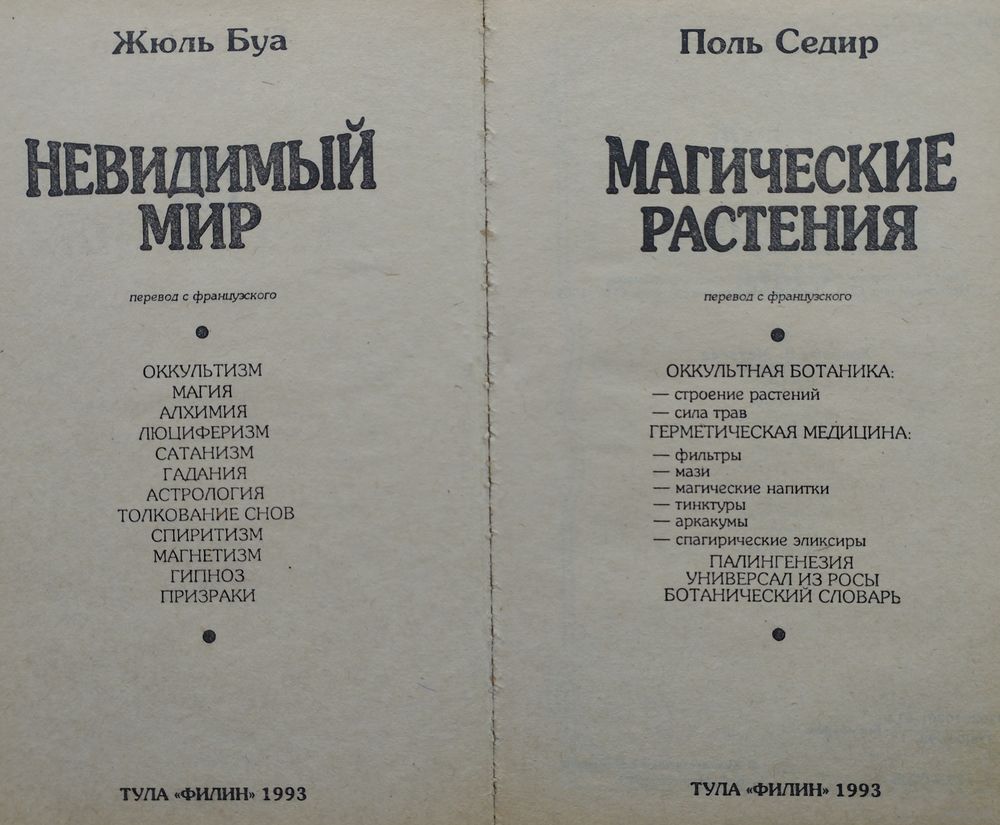 Жюль Буа
НЕВИДИМЫЙ
МИР
перевод с французского
ОККУЛЬТИЗМ
МАГИЯ
АЛХИМИЯ
ЛЮЦИФЕРИЗМ
САТАНИЗМ
ГАДАНИЯ
АСТРОЛОГИЯ
ТОЛКОВАНИЕ СНОВ
СПИРИТИЗМ
МАГНЕТИЗМ
ГИПНОЗ
ПРИЗРАКИ
ТУЛА «ФИЛИН» 1993
Поль Седир
МАГИЧЕСКИЕ
РАСТЕНИЯ
перевод с французского
ОККУЛЬТНАЯ БОТАНИКА:
— строение растений
— сила трав
ГЕРМЕТИЧЕСКАЯ МЕДИЦИНА:
— фильтры
— мази
— магические напитки
— тинктуры
— аркакумы
— спагирические эликсиры
ПАЛИНГЕНЕЗИЯ
УНИВЕРСАЛ ИЗ РОСЫ
БОТАНИЧЕСКИЙ СЛОВАРЬ
ТУЛА «ФИЛИН» 1993